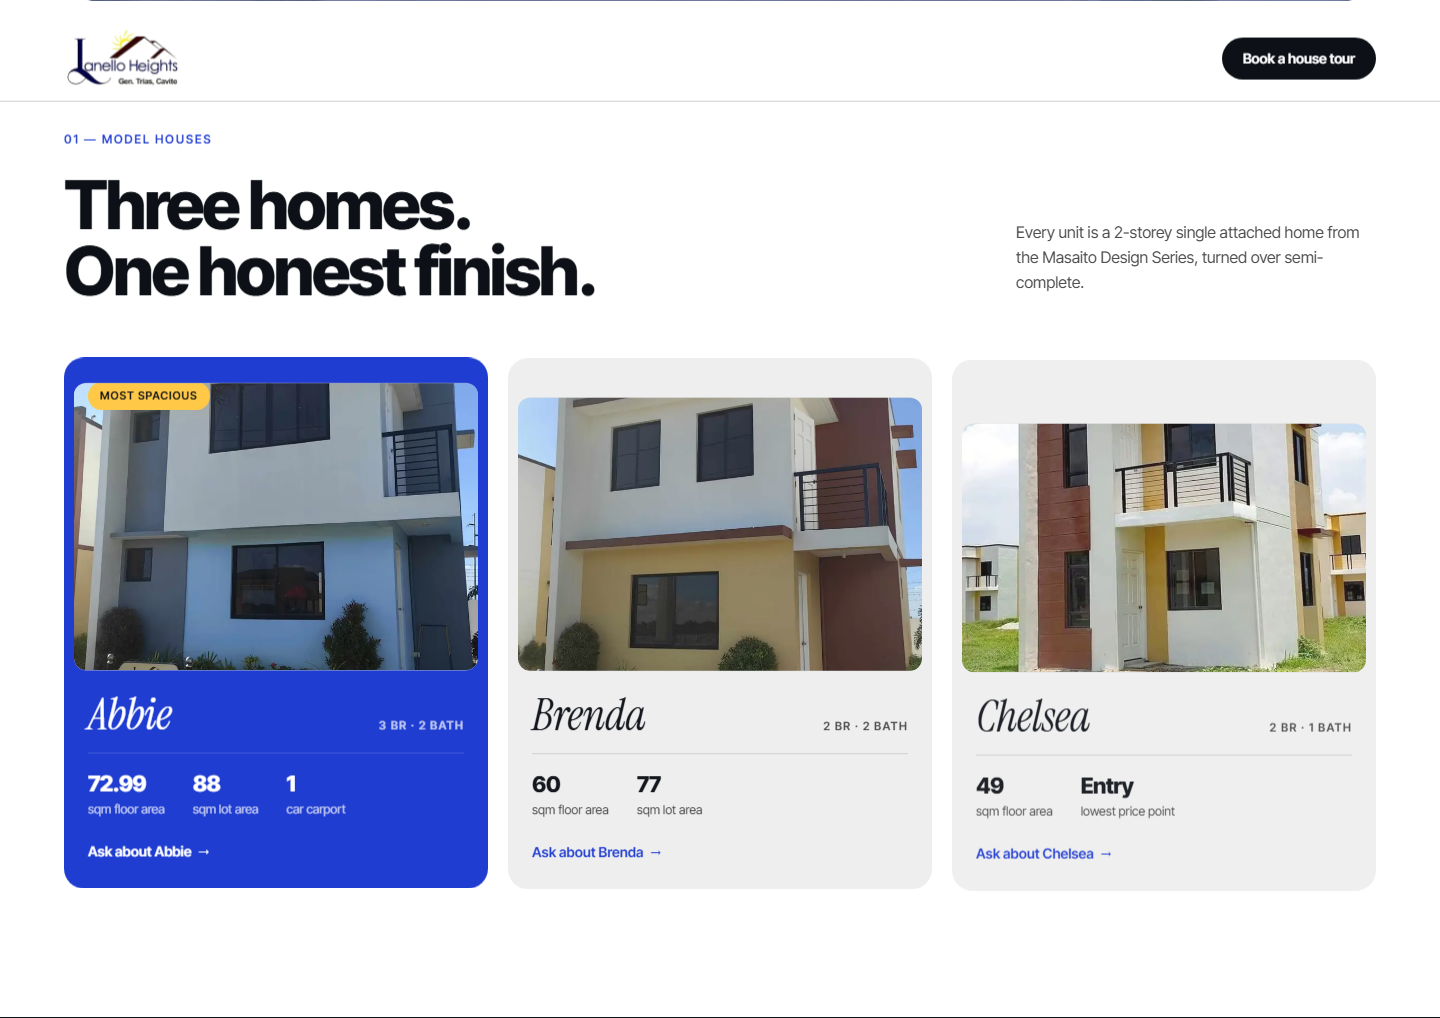 Lanello Heights
Gen. Trias, Cavite
Book a house tour
01 — MODEL HOUSES
Three homes.
One honest finish.
Every unit is a 2-storey single attached home from
the Masaito Design Series, turned over semi-
complete.
MOST SPACIOUS
Abbie
3 BR · 2 BATH
72.99
88
1
sqm floor area
sqm lot area
car carport
Ask about Abbie →
Brenda
2 BR · 2 BATH
60
77
sqm floor area
sqm lot area
Ask about Brenda →
Chelsea
2 BR · 1 BATH
49
Entry
sqm floor area
lowest price point
Ask about Chelsea →